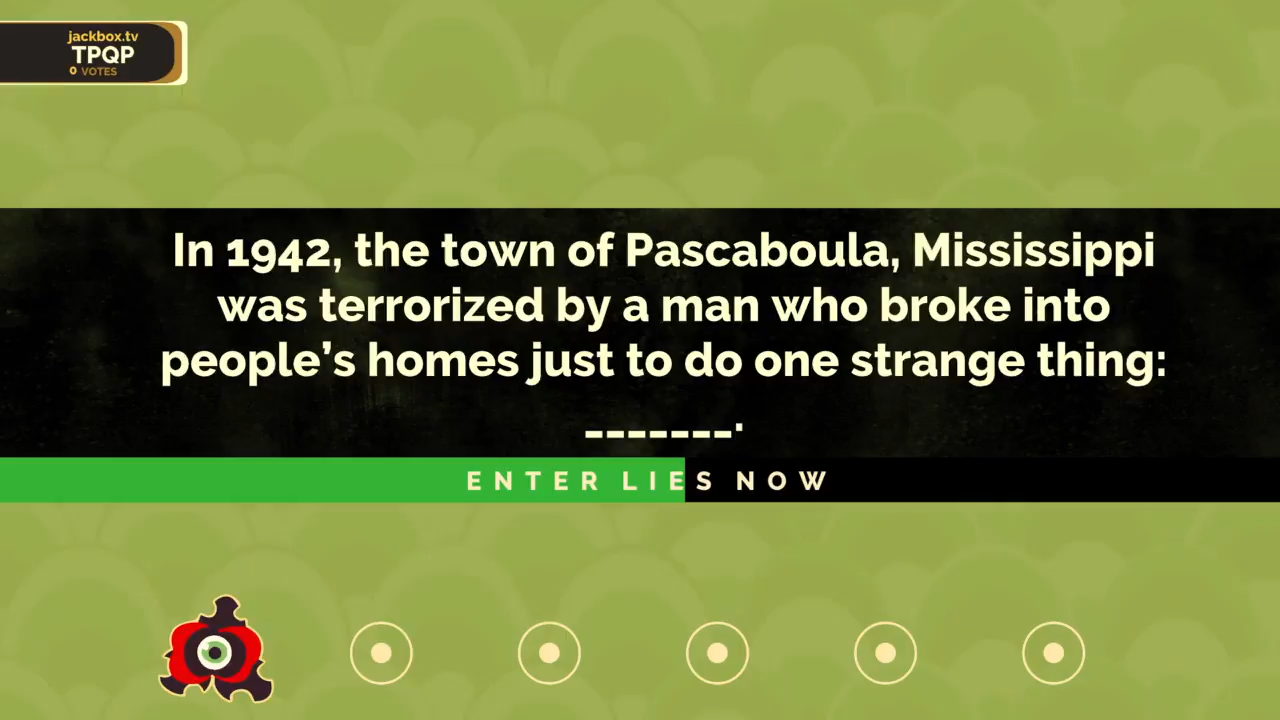 jackbox.tv
TPQP
0 VOTES
In 1942, the town of Pascaboula, Mississippi
was terrorized by a man who broke into
people’s homes just to do one strange thing:
_______.
ENTER LIES NOW